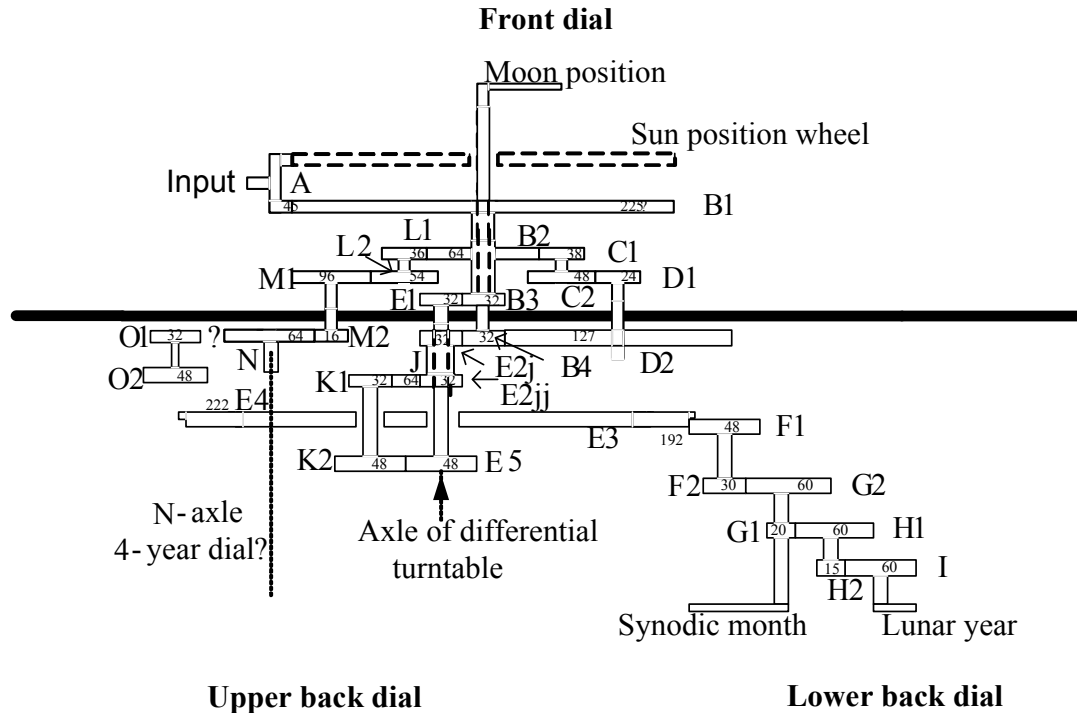 Front dial
Moon position
Sun position wheel
Input
A
45
225?
B1
L2
L1
36
64
B2
38
C1
M1
96
54
48
24
D1
E1
32
32
B3
C2
O1
32
?
64
16
M2
32
32
127
N
J
E2j
B4
D2
O2
48
K1
32
64
32
E2jj
222
E4
E3
192
48
F1
K2
48
48
E5
F2
30
60
G2
N-axle
4-year dial?
Axle of differential
turntable
G1
20
60
H1
15
60
I
H2
Synodic month
Lunar year
Upper back dial
Lower back dial